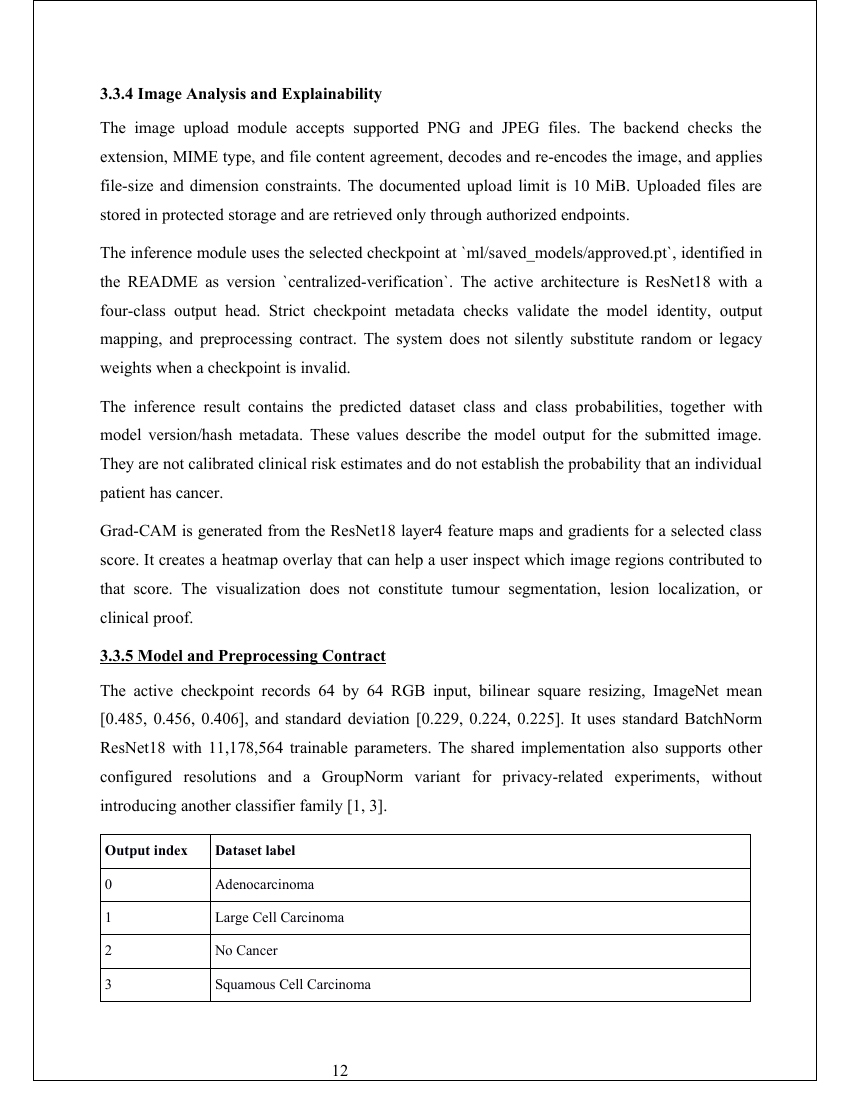 3.3.4 Image Analysis and Explainability
The image upload module accepts supported PNG and JPEG files. The backend checks the
extension, MIME type, and file content agreement, decodes and re-encodes the image, and applies
file-size and dimension constraints. The documented upload limit is 10 MiB. Uploaded files are
stored in protected storage and are retrieved only through authorized endpoints.
The inference module uses the selected checkpoint at `ml/saved_models/approved.pt`, identified in
the README as version `centralized-verification`. The active architecture is ResNet18 with a
four-class output head. Strict checkpoint metadata checks validate the model identity, output
mapping, and preprocessing contract. The system does not silently substitute random or legacy
weights when a checkpoint is invalid.
The inference result contains the predicted dataset class and class probabilities, together with
model version/hash metadata. These values describe the model output for the submitted image.
They are not calibrated clinical risk estimates and do not establish the probability that an individual
patient has cancer.
Grad-CAM is generated from the ResNet18 layer4 feature maps and gradients for a selected class
score. It creates a heatmap overlay that can help a user inspect which image regions contributed to
that score. The visualization does not constitute tumour segmentation, lesion localization, or
clinical proof.
3.3.5 Model and Preprocessing Contract
The active checkpoint records 64 by 64 RGB input, bilinear square resizing, ImageNet mean
[0.485, 0.456, 0.406], and standard deviation [0.229, 0.224, 0.225]. It uses standard BatchNorm
ResNet18 with 11,178,564 trainable parameters. The shared implementation also supports other
configured resolutions and a GroupNorm variant for privacy-related experiments, without
introducing another classifier family [1, 3].
Output index Dataset label
0 Adenocarcinoma
1 Large Cell Carcinoma
2 No Cancer
3 Squamous Cell Carcinoma
12